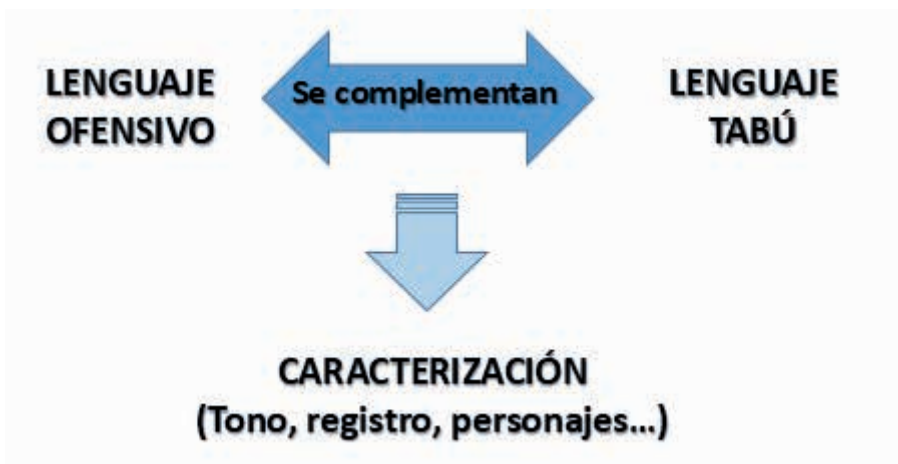 LENGUAJE
OFENSIVO
Se complementan
LENGUAJE
TABÚ
CARACTERIZACIÓN
(Tono, registro, personajes...)